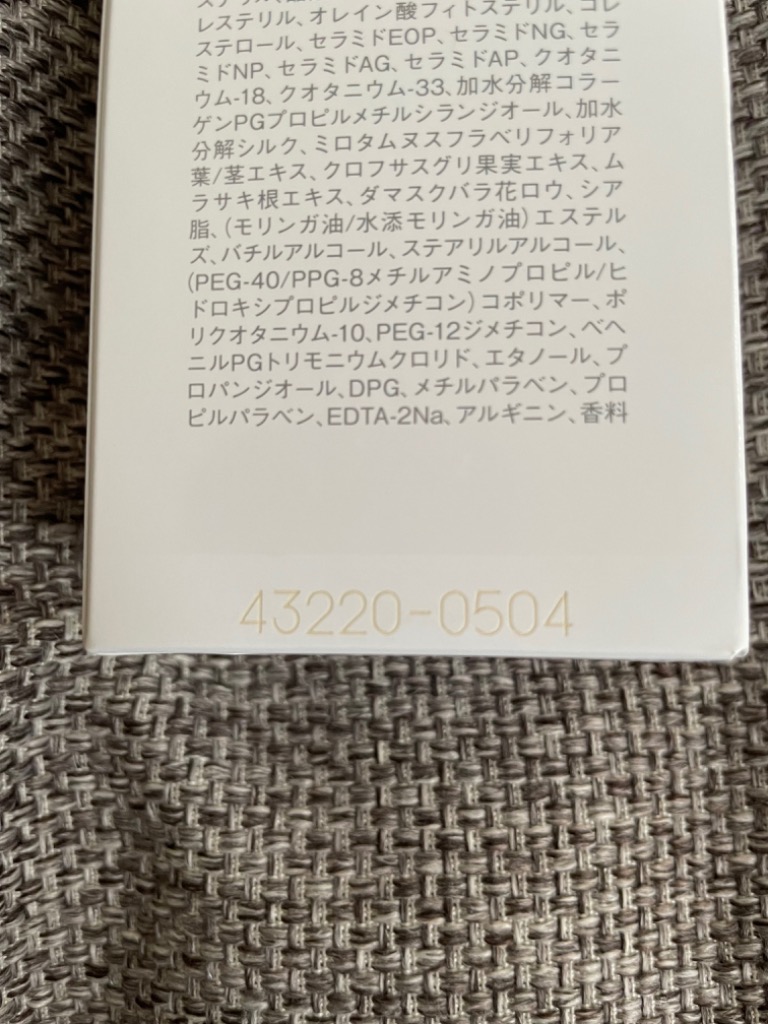 レステリル、オレイン酸フィトステリル、コレ
ステロール、セラミドEOP、セラミドNG、セラ
ミドNP、セラミドAG、セラミドAP、クオタニ
ウム-18、クオタニウム-33、加水分解コラー
ゲンPGプロピルメチルシランジオール、加水
分解シルク、ミロタムヌスフラベリフォリア
葉/茎エキス、クロフサスグリ果実エキス、ム
ラサキ根エキス、ダマスクバラ花ロウ、シア
脂、(モリンガ油/水添モリンガ油)エステル
ズ、バチルアルコール、ステアリルアルコール、
(PEG-40/PPG-8メチルアミノプロピル/ヒ
ドロキシプロピルジメチコン)コポリマー、ポ
リクオタニウム-10、PEG-12ジメチコン、ベヘ
ニルPGトリモニウムクロリド、エタノール、プ
ロパンジオール、DPG、メチルパラベン、プロ
ピルパラベン、EDTA-2Na、アルギニン、香料
43220-0504